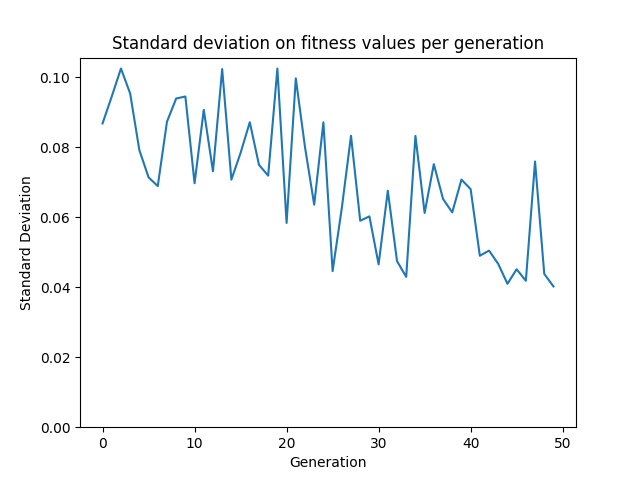 Standard deviation on fitness values per generation
0.10
0.08
0.06
0.04
0.02
0.00
Standard Deviation
0 10 20 30 40 50
Generation